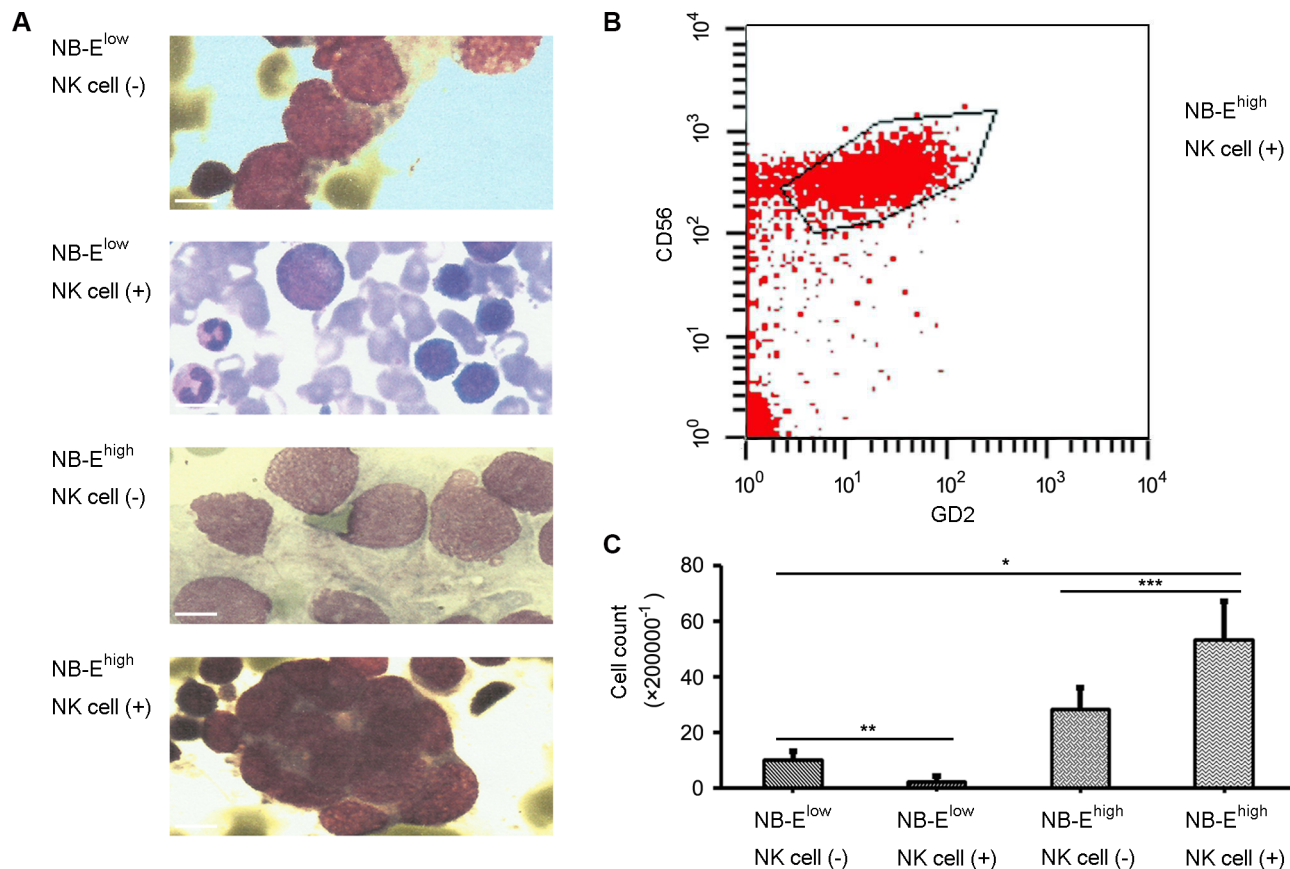 A
NB-E^low
NK cell (-)
NB-E^low
NK cell (+)
NB-E^high
NK cell (-)
NB-E^high
NK cell (+)
B
10^4
10^3
10^2
10^1
10^0
CD56
10^0 10^1 10^2 10^3 10^4
GD2
NB-E^high
NK cell (+)
C
80
60
40
20
0
Cell count
(×200000^-1)
*
***
**
NB-E^low NB-E^low NB-E^high NB-E^high
NK cell (-) NK cell (+) NK cell (-) NK cell (+)